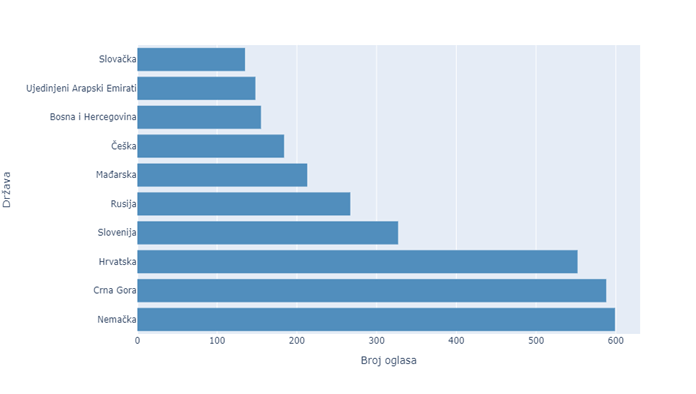 Slovačka
Ujedinjeni Arapski Emirati
Bosna i Hercegovina
Češka
Mađarska
Rusija
Slovenija
Hrvatska
Crna Gora
Nemačka
Država
0 100 200 300 400 500 600
Broj oglasa